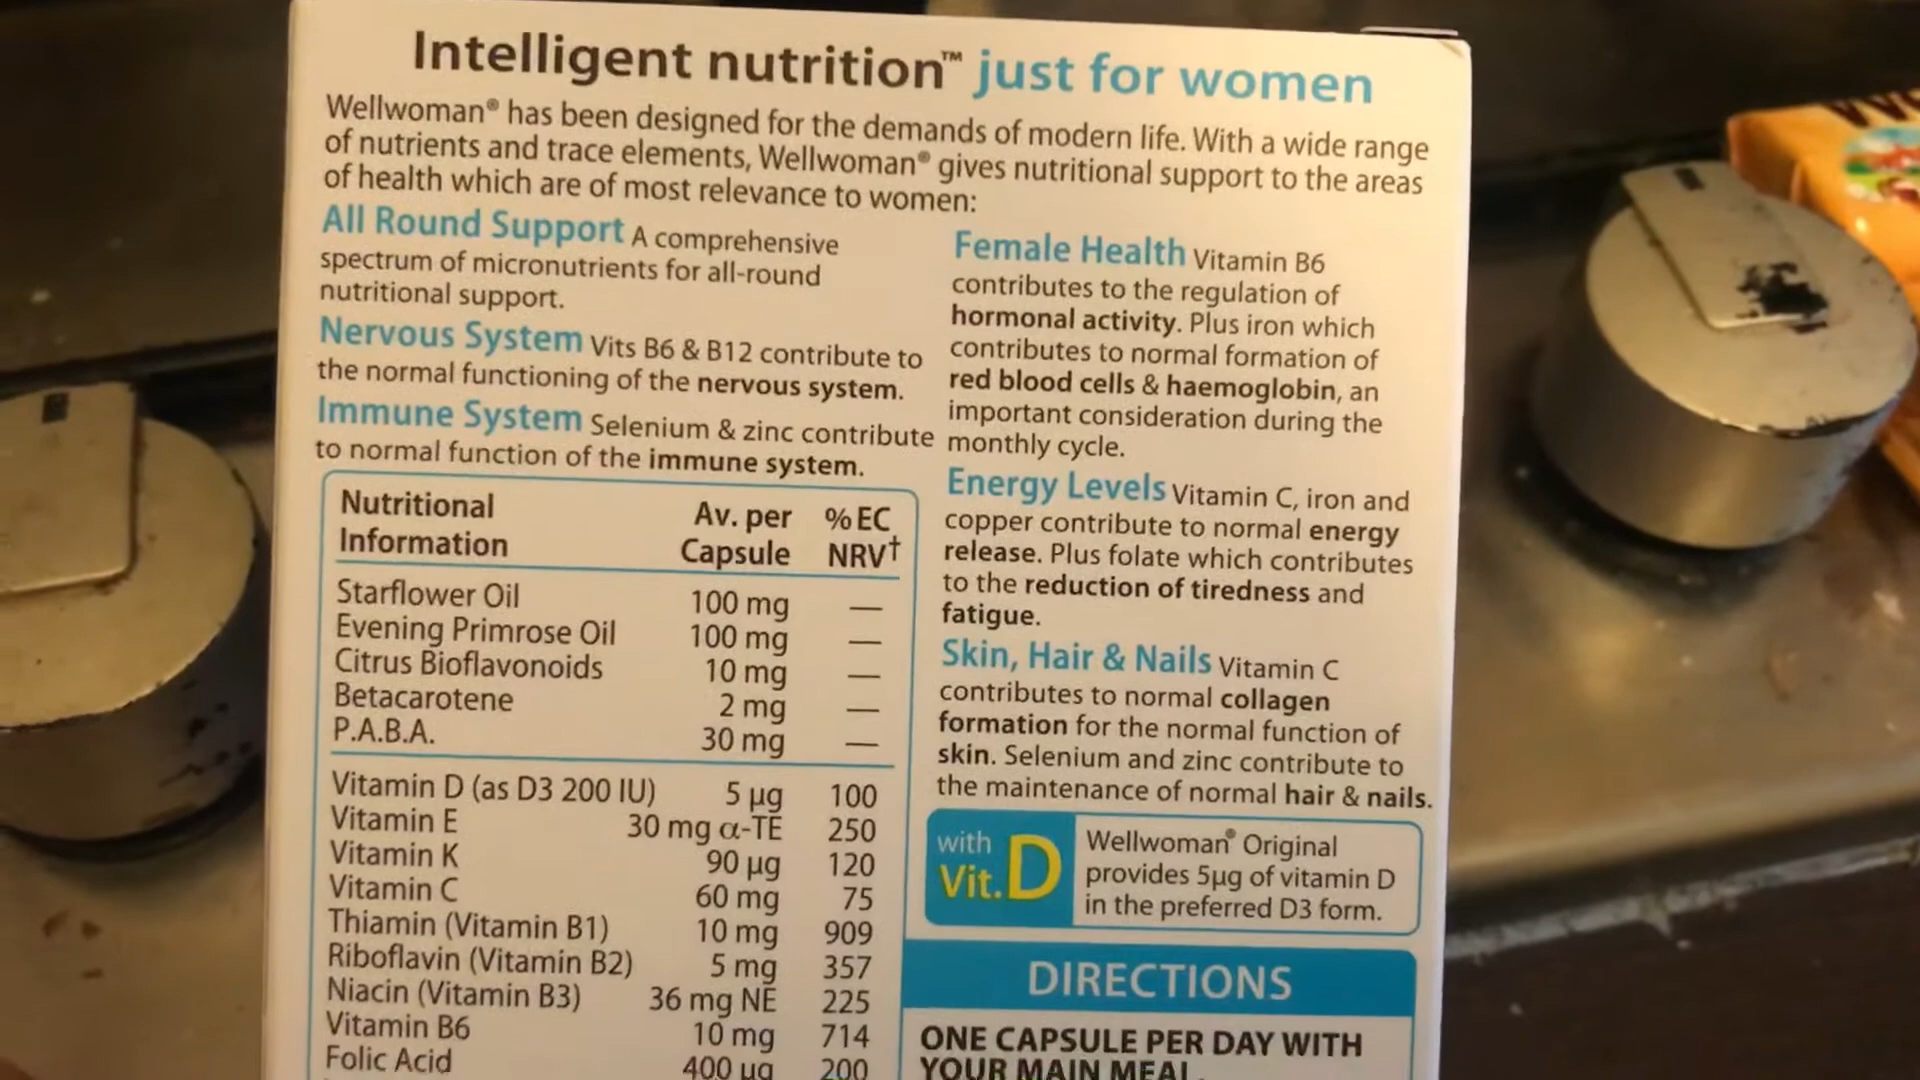 Intelligent nutrition™ just for women
Wellwoman® has been designed for the demands of modern life. With a wide range
of nutrients and trace elements, Wellwoman® gives nutritional support to the areas
of health which are of most relevance to women:
All Round Support A comprehensive
spectrum of micronutrients for all-round
nutritional support.
Nervous System Vits B6 & B12 contribute to
the normal functioning of the nervous system.
Immune System Selenium & zinc contribute
to normal function of the immune system.
Nutritional Information Av. per Capsule % EC NRV†
Starflower Oil 100 mg —
Evening Primrose Oil 100 mg —
Citrus Bioflavonoids 10 mg —
Betacarotene 2 mg —
P.A.B.A. 30 mg —
Vitamin D (as D3 200 IU) 5 µg 100
Vitamin E 30 mg α-TE 250
Vitamin K 90 µg 120
Vitamin C 60 mg 75
Thiamin (Vitamin B1) 10 mg 909
Riboflavin (Vitamin B2) 5 mg 357
Niacin (Vitamin B3) 36 mg NE 225
Vitamin B6 10 mg 714
Folic Acid 400 µg 200
Female Health Vitamin B6
contributes to the regulation of
hormonal activity. Plus iron which
contributes to normal formation of
red blood cells & haemoglobin, an
important consideration during the
monthly cycle.
Energy Levels Vitamin C, iron and
copper contribute to normal energy
release. Plus folate which contributes
to the reduction of tiredness and
fatigue.
Skin, Hair & Nails Vitamin C
contributes to normal collagen
formation for the normal function of
skin. Selenium and zinc contribute to
the maintenance of normal hair & nails.
with
Vit. D
Wellwoman® Original
provides 5µg of vitamin D
in the preferred D3 form.
DIRECTIONS
ONE CAPSULE PER DAY WITH
YOUR MAIN MEAL.